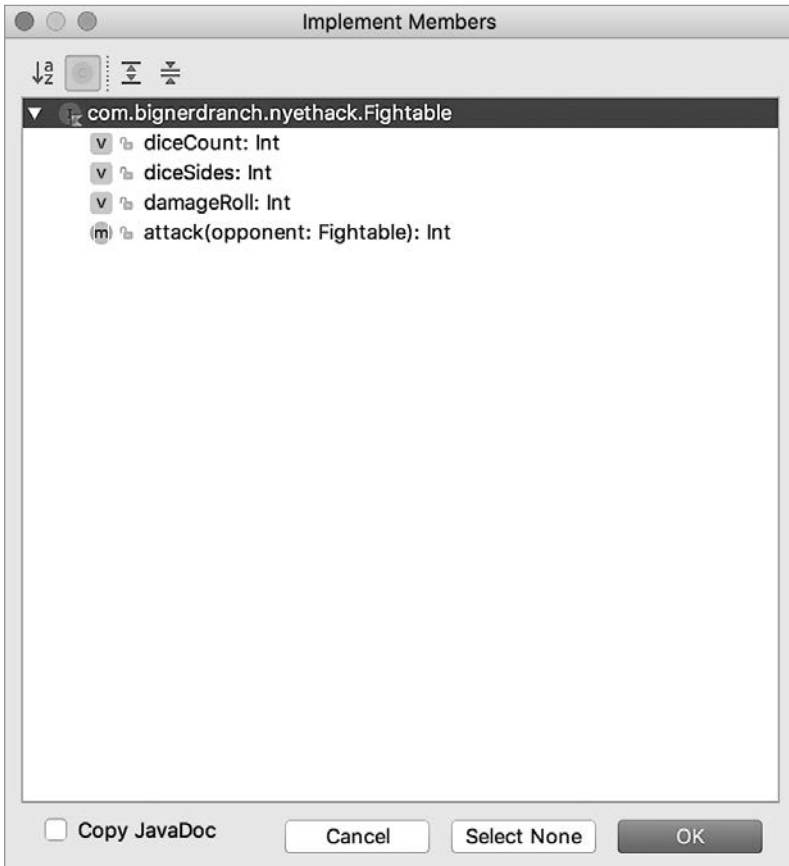 Implement Members
com.bignerdranch.nyethack.Fightable
v diceCount: Int
v diceSides: Int
v damageRoll: Int
m attack(opponent: Fightable): Int
Copy JavaDoc
Cancel
Select None
OK